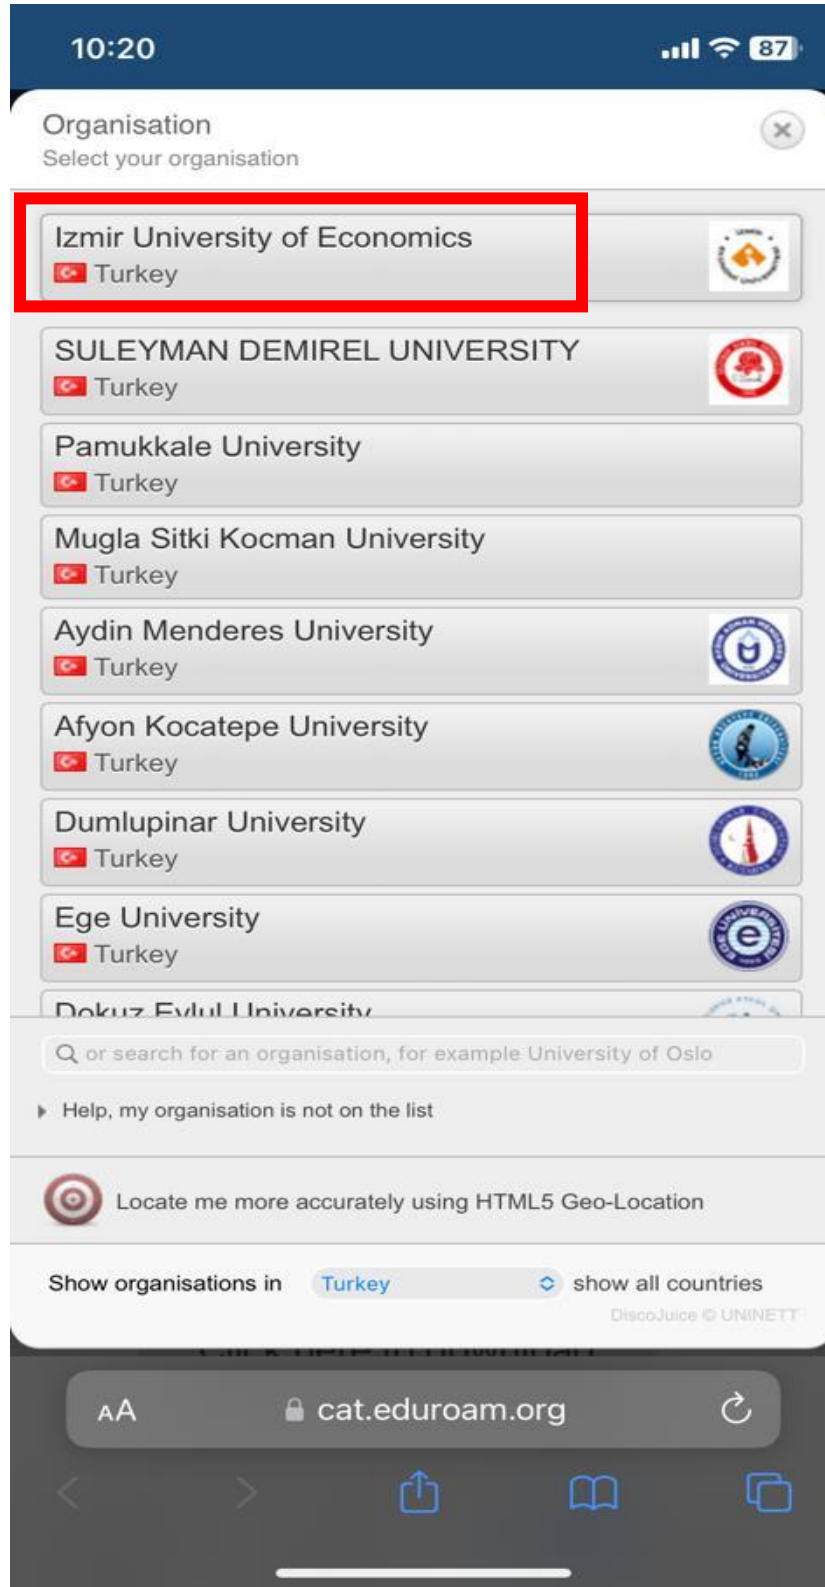 10:20
87
Organisation
Select your organisation
Izmir University of Economics
Turkey
SULEYMAN DEMIREL UNIVERSITY
Turkey
Pamukkale University
Turkey
Mugla Sitki Kocman University
Turkey
Aydin Menderes University
Turkey
Afyon Kocatepe University
Turkey
Dumlupinar University
Turkey
Ege University
Turkey
Dokuz Eylul University
or search for an organisation, for example University of Oslo
Help, my organisation is not on the list
Locate me more accurately using HTML5 Geo-Location
Show organisations in Turkey show all countries
DiscoJuice © UNINETT
Click here to download
AA cat.eduroam.org